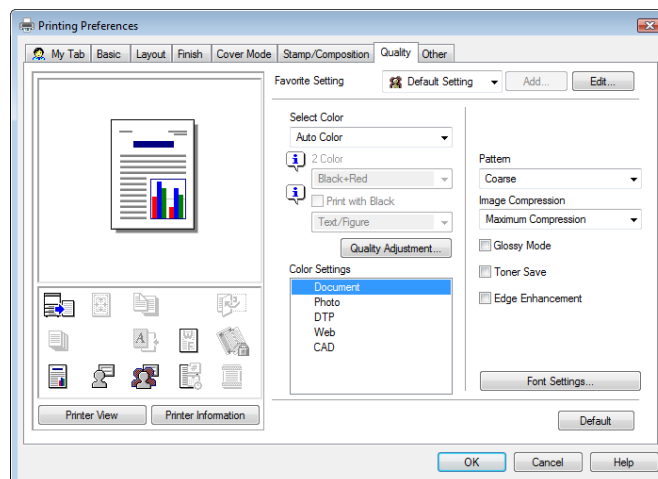 Printing Preferences
My Tab Basic Layout Finish Cover Mode Stamp/Composition Quality Other
Favorite Setting Default Setting Add... Edit...
Select Color
Auto Color
2 Color
Black+Red
Print with Black
Text/Figure
Quality Adjustment...
Color Settings
Document
Photo
DTP
Web
CAD
Pattern
Coarse
Image Compression
Maximum Compression
Glossy Mode
Toner Save
Edge Enhancement
Font Settings...
Printer View Printer Information
Default
OK Cancel Help